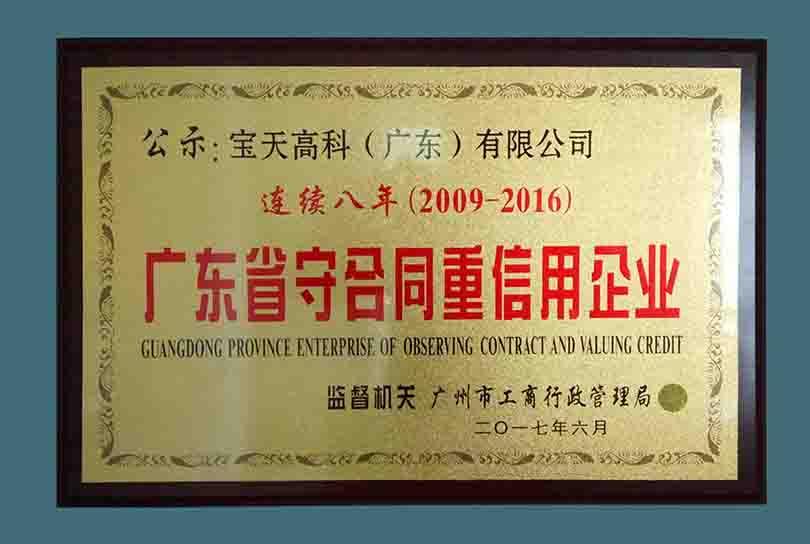 公示：宝天高科（广东）有限公司
连续八年(2009-2016)
广东省守合同重信用企业
GUANGDONG PROVINCE ENTERPRISE OF OBSERVING CONTRACT AND VALUING CREDIT
监督机关 广州市工商行政管理局
二〇一七年六月